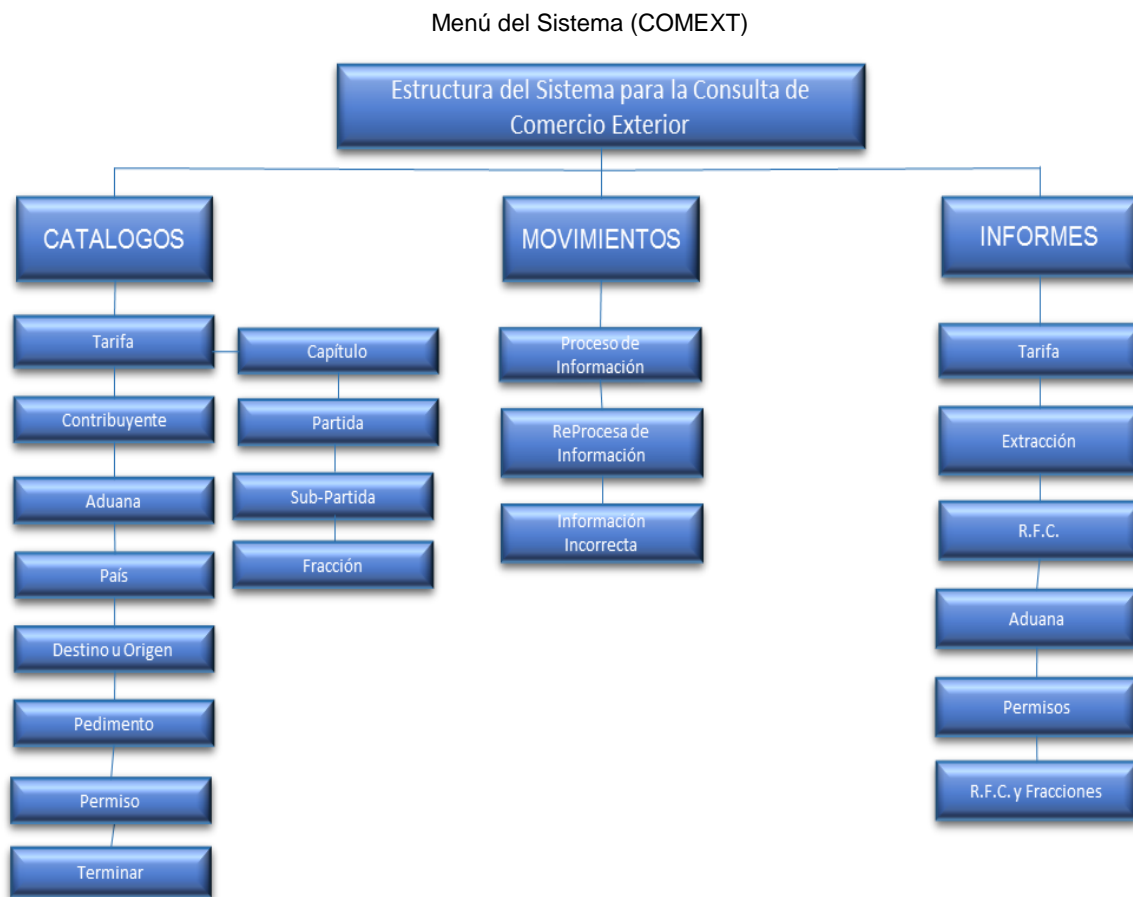 Menú del Sistema (COMEXT)
Estructura del Sistema para la Consulta de
Comercio Exterior
CATALOGOS
Tarifa
Contribuyente
Aduana
País
Destino u Origen
Pedimento
Permiso
Terminar
Capítulo
Partida
Sub-Partida
Fracción
MOVIMIENTOS
Proceso de
Información
ReProcesa de
Información
Información
Incorrecta
INFORMES
Tarifa
Extracción
R.F.C.
Aduana
Permisos
R.F.C. y Fracciones